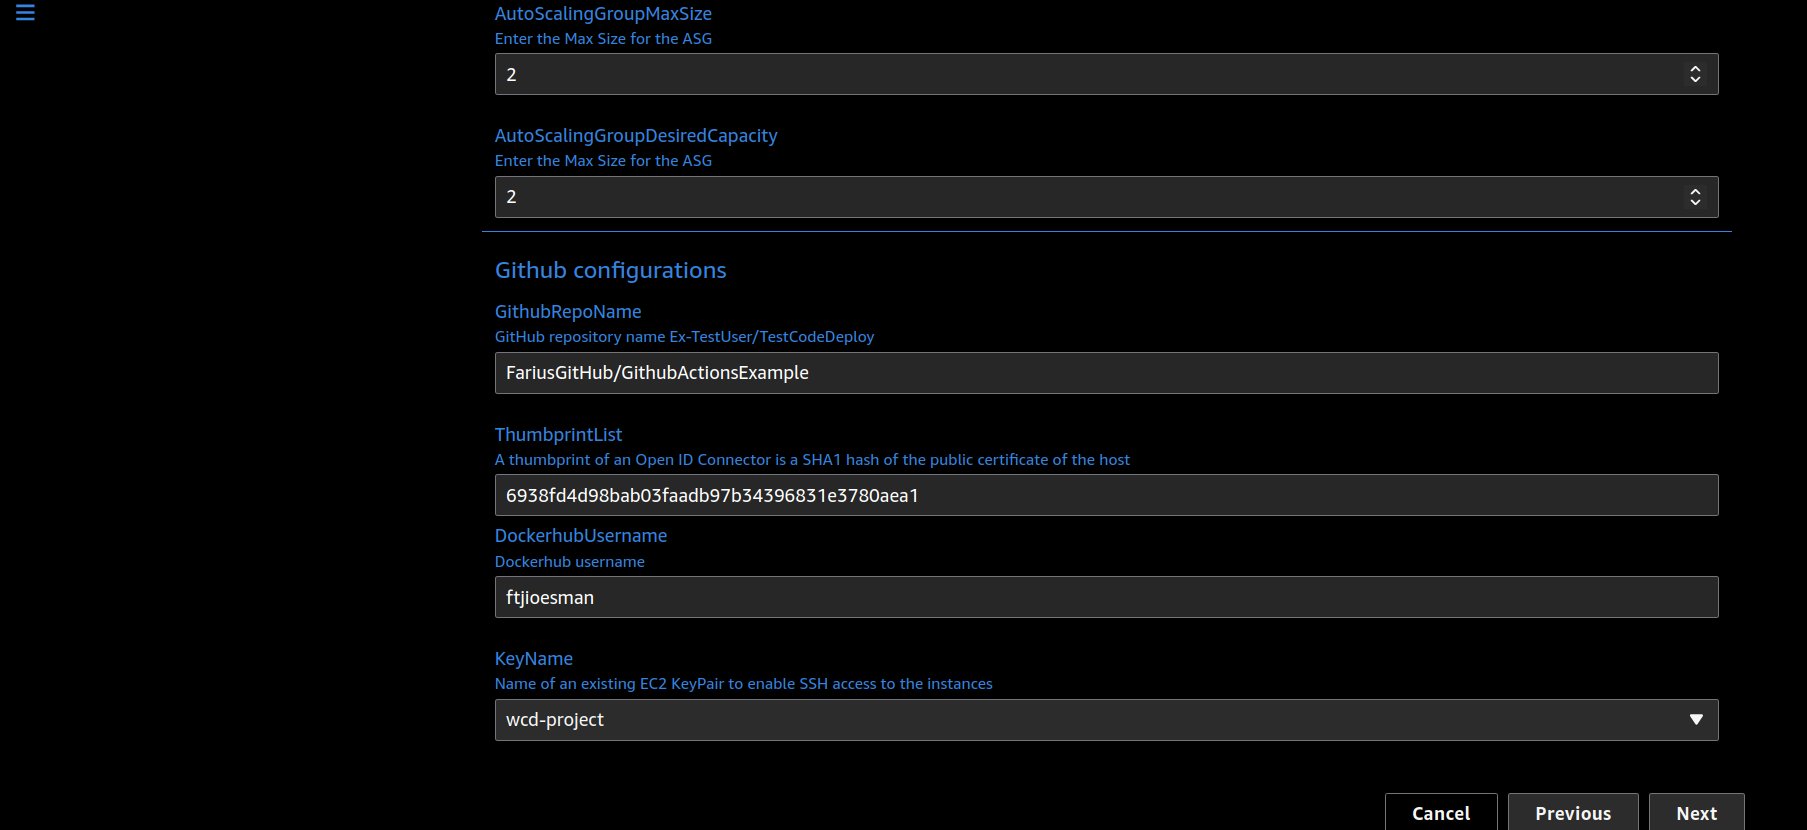 AutoScalingGroupMaxSize
Enter the Max Size for the ASG
2
AutoScalingGroupDesiredCapacity
Enter the Max Size for the ASG
2
Github configurations
GithubRepoName
GitHub repository name Ex-TestUser/TestCodeDeploy
FariusGitHub/GithubActionsExample
ThumbprintList
A thumbprint of an Open ID Connector is a SHA1 hash of the public certificate of the host
6938fd4d98bab03faadb97b34396831e3780aea1
DockerhubUsername
Dockerhub username
ftjioesman
KeyName
Name of an existing EC2 KeyPair to enable SSH access to the instances
wcd-project
Cancel Previous Next